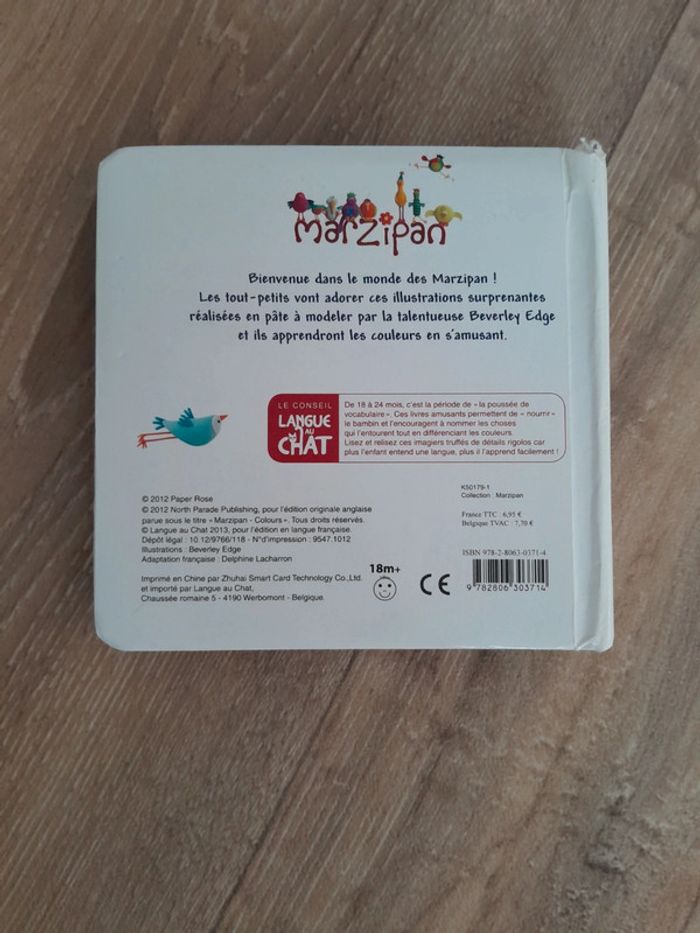 marzipan
Bienvenue dans le monde des Marzipan !
Les tout-petits vont adorer ces illustrations surprenantes
réalisées en pâte à modeler par la talentueuse Beverley Edge
et ils apprendront les couleurs en s'amusant.
LE CONSEIL
LANGUE
AU
CHAT
De 18 à 24 mois, c'est la période de « la poussée de
vocabulaire ». Ces livres amusants permettent de « nourrir »
le bambin et l'encouragent à nommer les choses
qui l'entourent tout en différenciant les couleurs.
Lisez et relisez ces imagiers truffés de détails rigolos car
plus l'enfant entend une langue, plus il l'apprend facilement !
© 2012 Paper Rose
© 2012 North Parade Publishing, pour l'édition originale anglaise
parue sous le titre « Marzipan - Colours ». Tous droits réservés.
© Langue au Chat 2013, pour l'édition en langue française.
Dépôt légal : 10.12/9766/118 - N° d'impression : 9547.1012
Illustrations : Beverley Edge
Adaptation française : Delphine Lacharron
Imprimé en Chine par Zhuhai Smart Card Technology Co.,Ltd.
et importé par Langue au Chat,
Chaussée romaine 5 - 4190 Werbomont - Belgique.
18m+
CE
K50179-1
Collection : Marzipan
France TTC : 6,95 €
Belgique TVAC : 7,70 €
ISBN 978-2-8063-0371-4
9 782806 303714